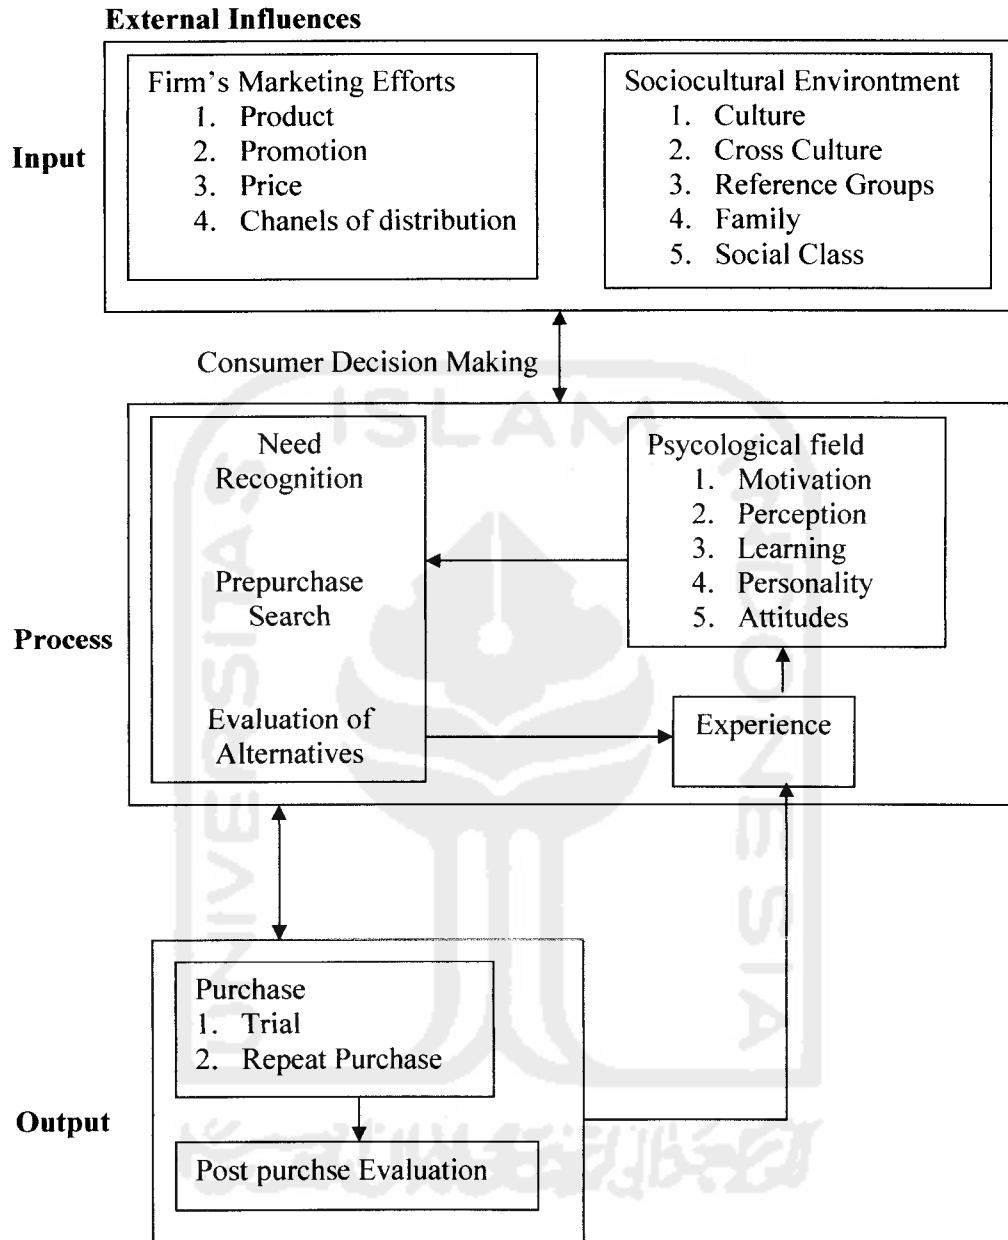 External Influences
Input
Firm's Marketing Efforts
1. Product
2. Promotion
3. Price
4. Chanels of distribution
Sociocultural Environtment
1. Culture
2. Cross Culture
3. Reference Groups
4. Family
5. Social Class
Consumer Decision Making
Process
Need
Recognition
Prepurchase
Search
Evaluation of
Alternatives
Psycological field
1. Motivation
2. Perception
3. Learning
4. Personality
5. Attitudes
Experience
Output
Purchase
1. Trial
2. Repeat Purchase
Post purchse Evaluation
UNIVERSITAS
ISLAM
INDONESIA